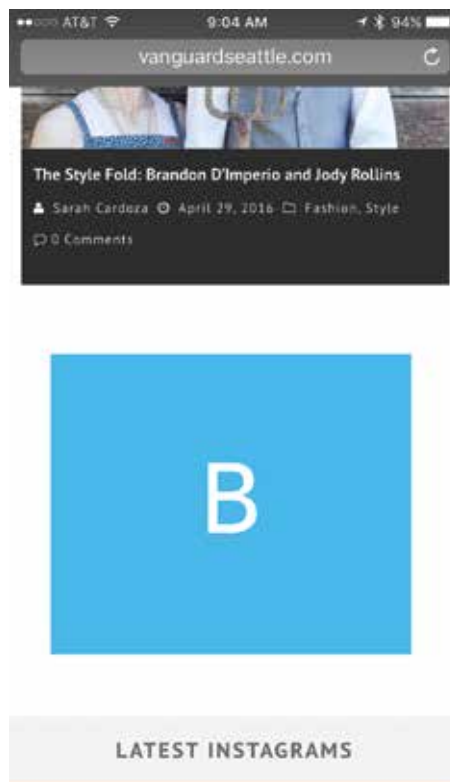 AT&T 9:04 AM 94%
vanguardseattle.com
The Style Fold: Brandon D'Imperio and Jody Rollins
Sarah Cardoza April 29, 2016 Fashion, Style
0 Comments
B
LATEST INSTAGRAMS